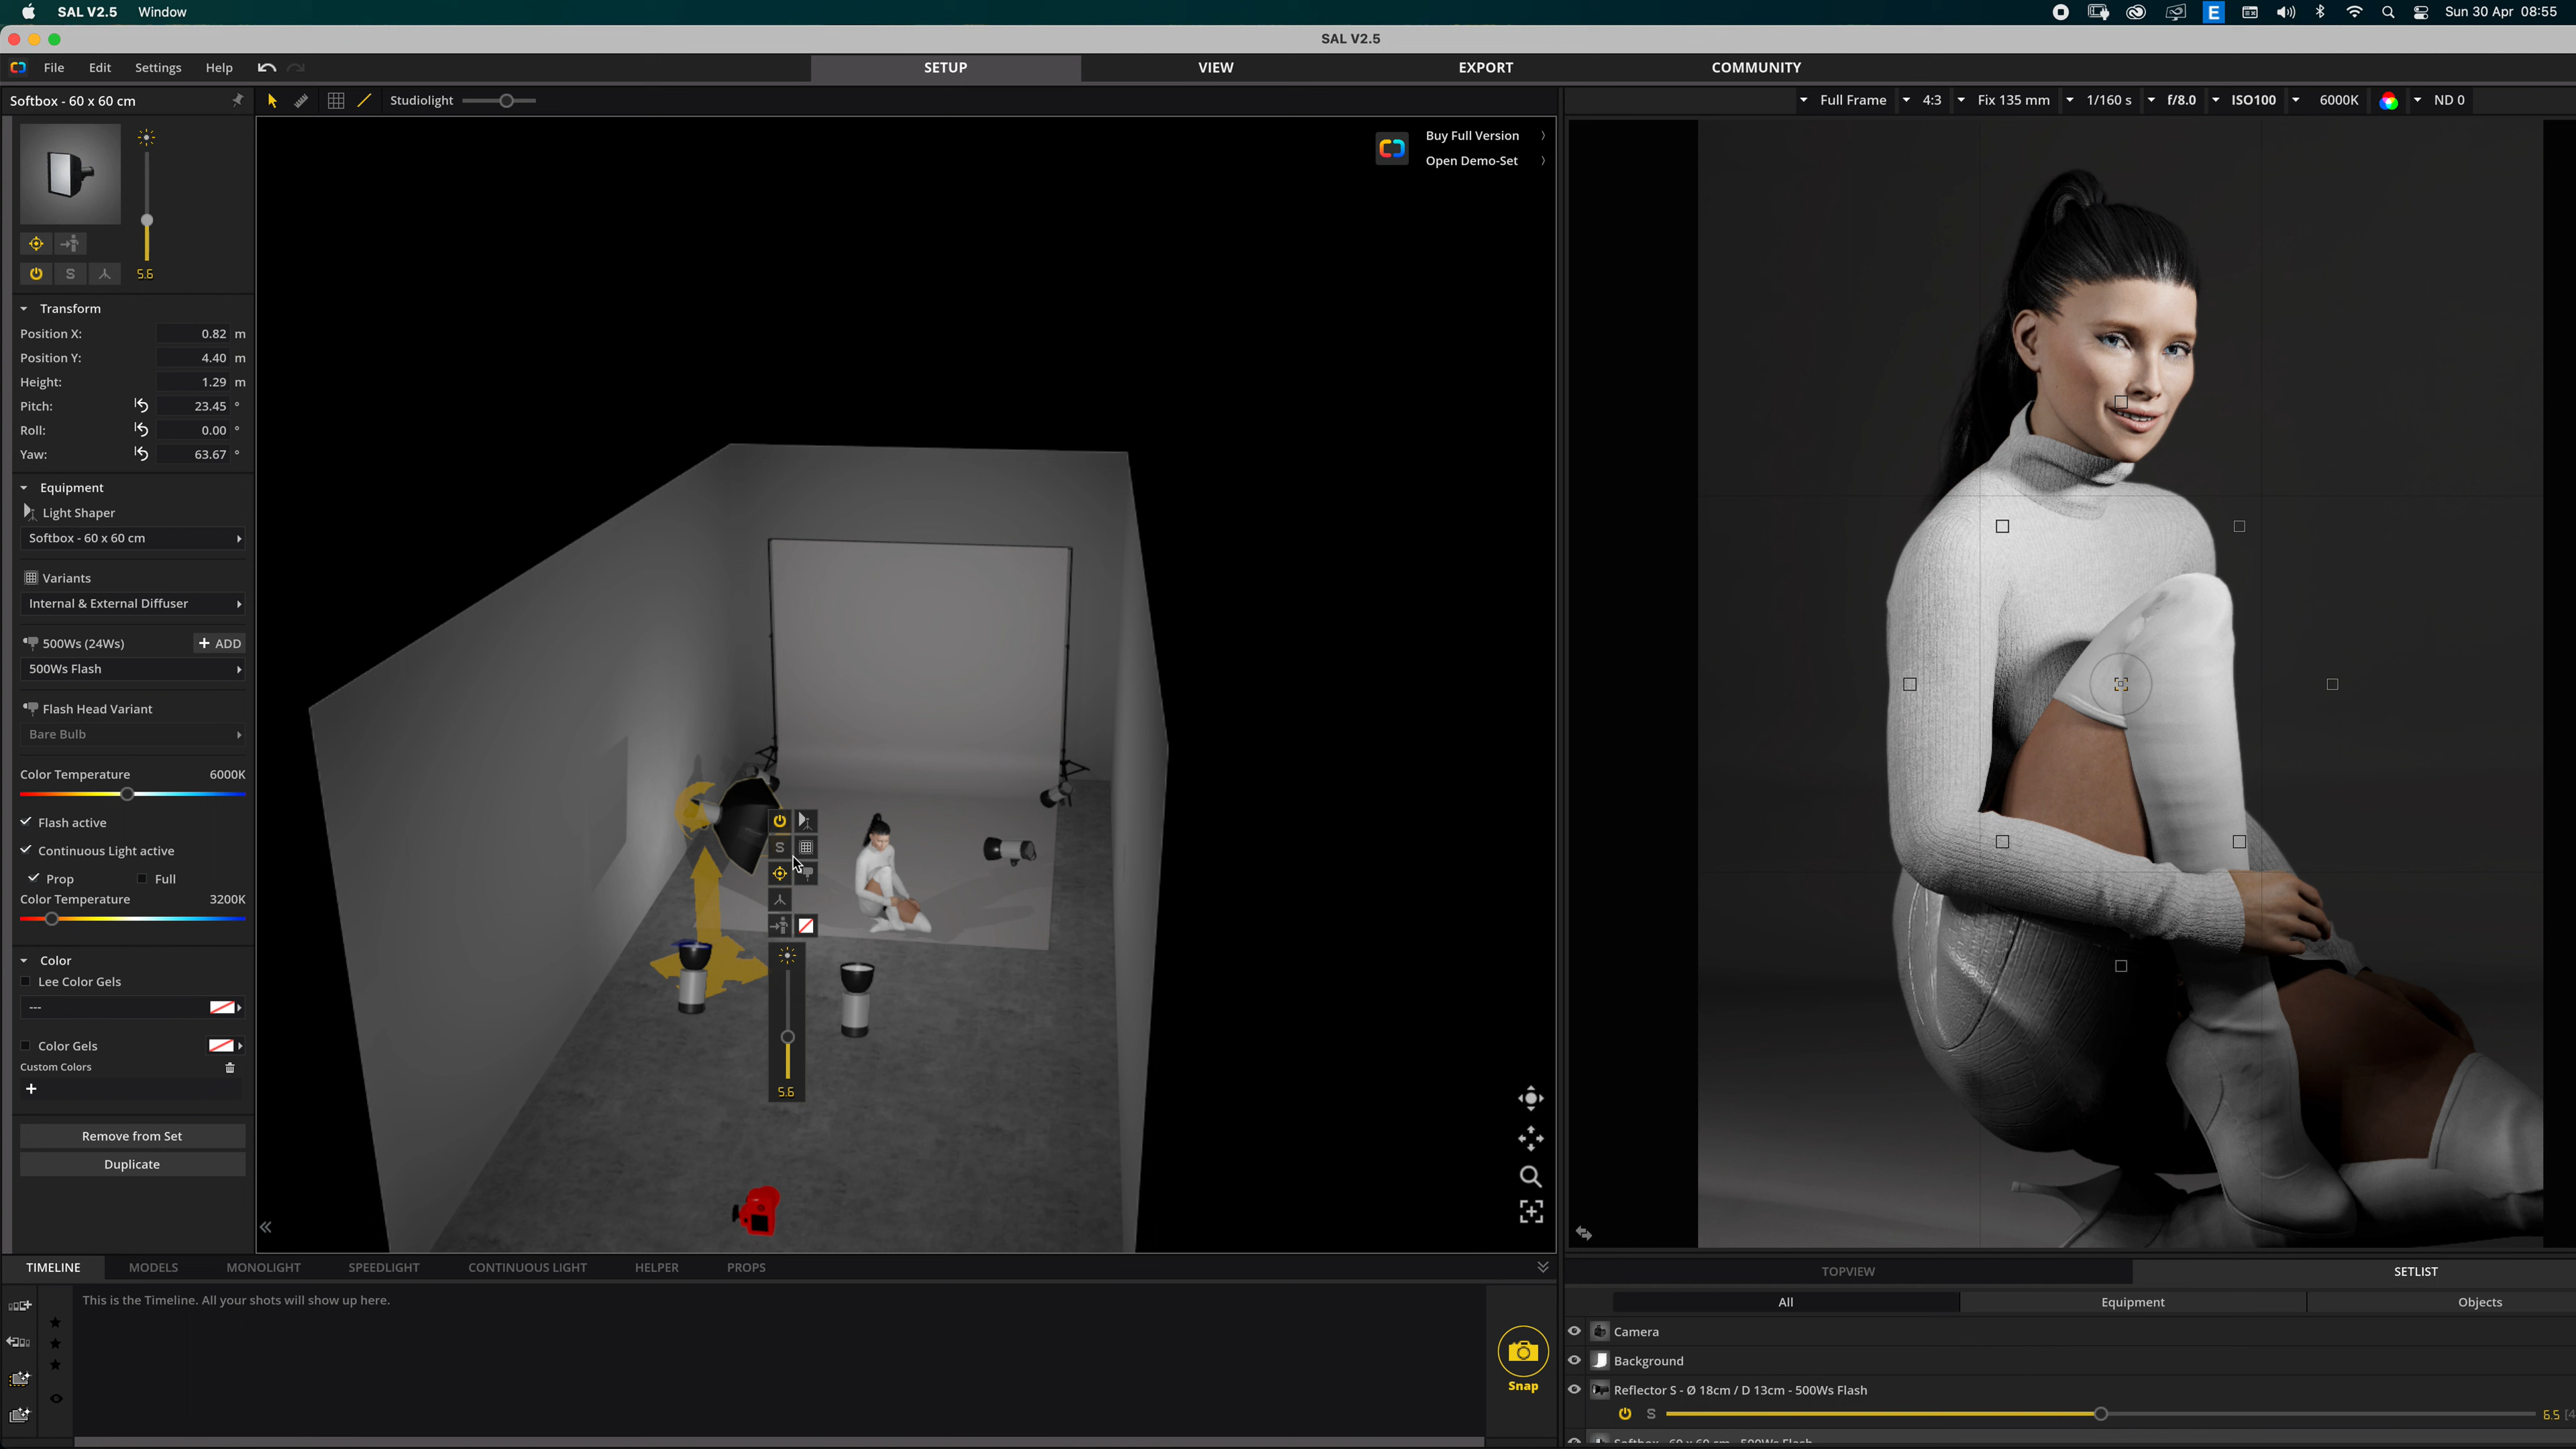 SAL V2.5 Window
E Sun 30 Apr 08:55
SAL V2.5
File Edit Settings Help
SETUP VIEW EXPORT COMMUNITY
Softbox - 60 x 60 cm
Studiolight
Full Frame 4:3 Fix 135 mm 1/160 s f/8.0 ISO100 6000K ND 0
Buy Full Version
Open Demo-Set
S
5.6
Transform
Position X: 0.82 m
Position Y: 4.40 m
Height: 1.29 m
Pitch: 23.45 °
Roll: 0.00 °
Yaw: 63.67 °
Equipment
Light Shaper
Softbox - 60 x 60 cm
Variants
Internal & External Diffuser
500Ws (24Ws) + ADD
500Ws Flash
Flash Head Variant
Bare Bulb
Color Temperature 6000K
Flash active
Continuous Light active
Prop Full
Color Temperature 3200K
Color
Lee Color Gels
---
Color Gels
Custom Colors
+
Remove from Set
Duplicate
S
5.6
TIMELINE MODELS MONOLIGHT SPEEDLIGHT CONTINUOUS LIGHT HELPER PROPS
This is the Timeline. All your shots will show up here.
Snap
TOPVIEW SETLIST
All Equipment Objects
Camera
Background
Reflector S - Ø 18cm / D 13cm - 500Ws Flash
S 6.5 [4
Softbox - 60 x 60 cm - 500Ws Flash